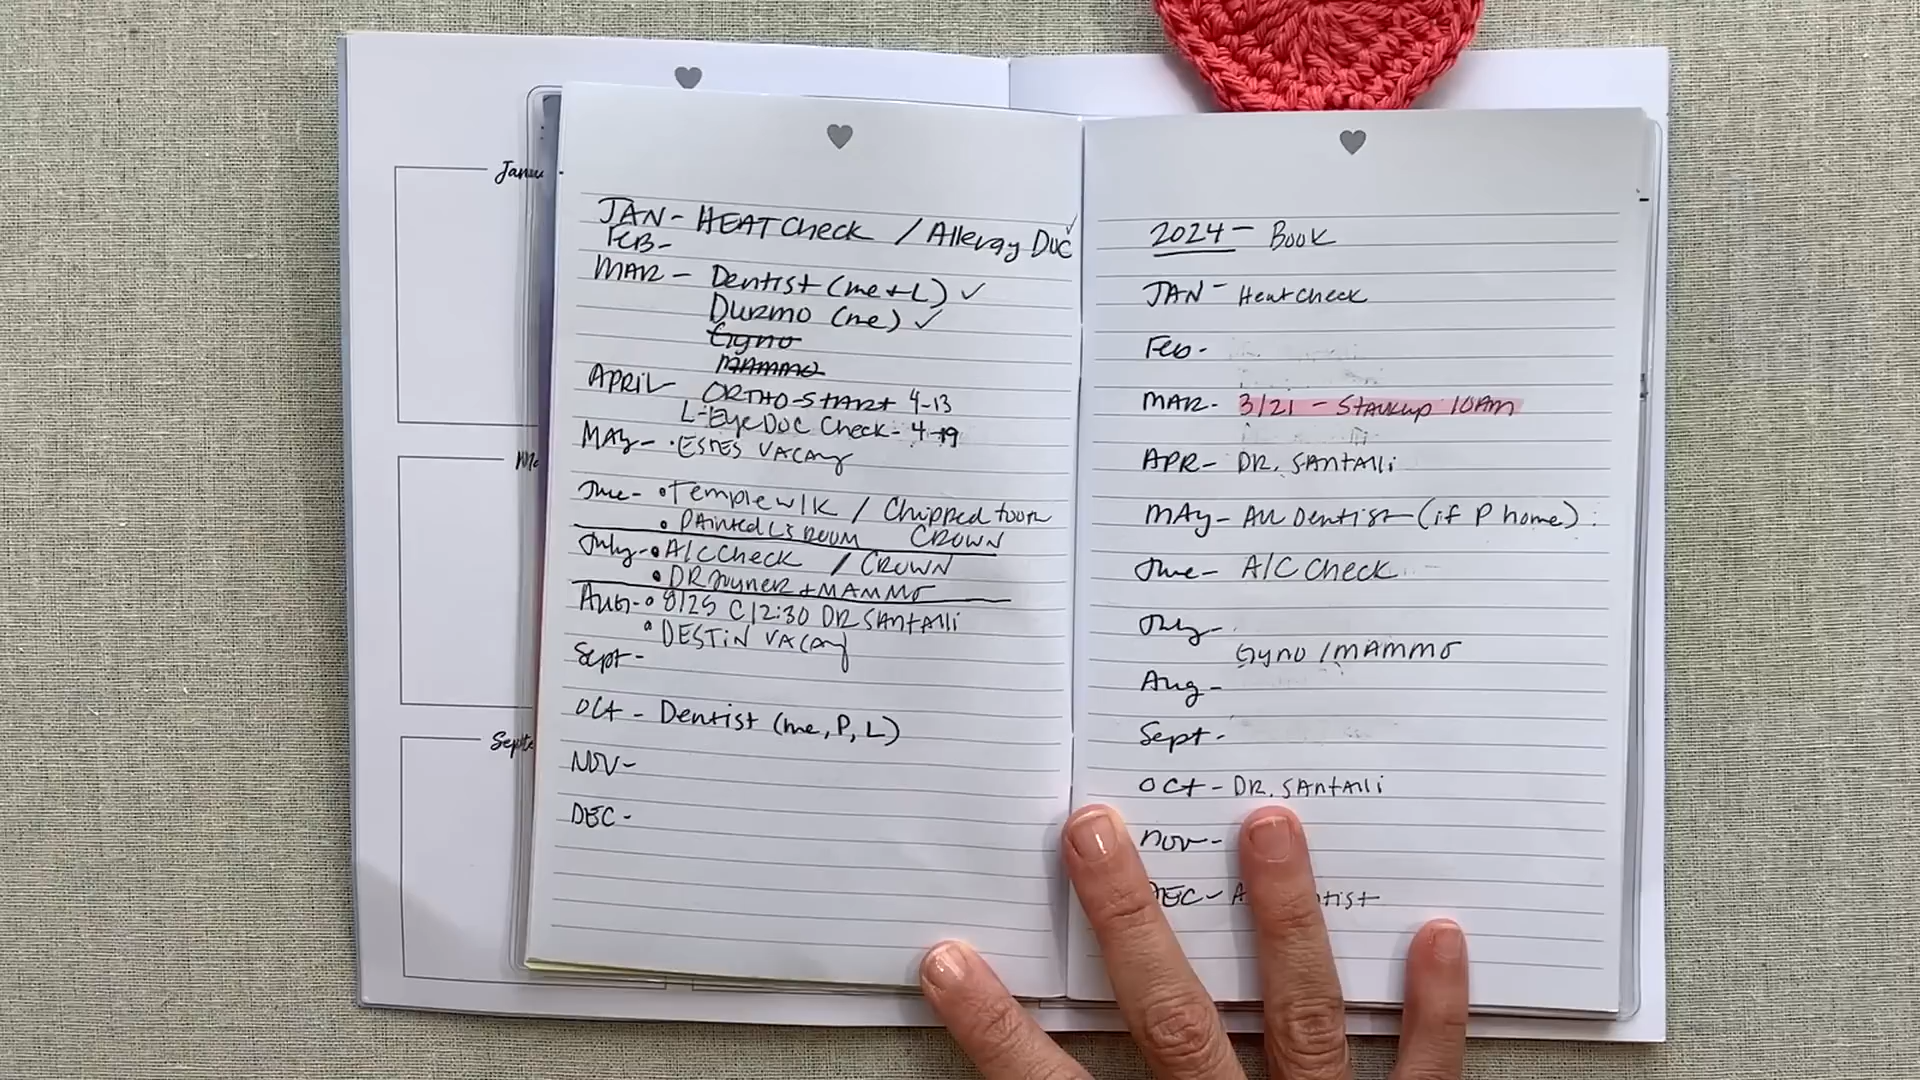 JAN - HEAT Check / Allergy Doc
FEB -
MAR - Dentist (me + L) ✓
Durmo (me) ✓
Gyno
MAMMO
APRIL ORTHO-START 4-13
L-Eye Doc Check - 4-19
MAY - • ESTES VACAY
June - • Temple w/K / Chipped tooth
• PAINTED L's ROOM CROWN
July - • A/C Check / CROWN
• DR Joyner + MAMMO
AUG - • 8/25 C 12:30 DR SANTAlli
• DESTIN VACAY
Sept -
OCT - Dentist (me, P, L)
NOV -
DEC -
2024 - Book
JAN - Heat Check
Feb -
MAR - 3/21 - 10AM
APR - DR. SANTAlli
MAY - All Dentist (if P home)
June - A/C Check
July -
Gyno / MAMMO
Aug -
Sept -
OCT - DR. SANTAlli
Nov -